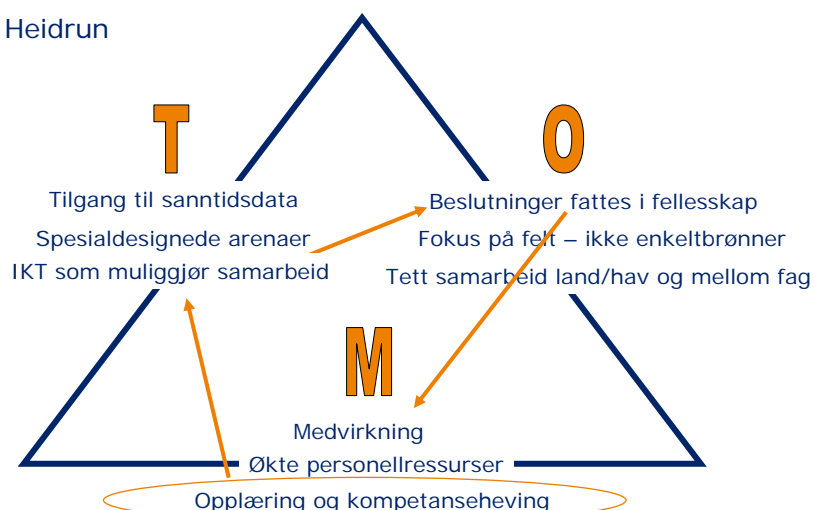 Heidrun
T
Tilgang til sanntidsdata
Spesialdesignede arenaer
IKT som muliggjør samarbeid
O
Beslutninger fattes i fellesskap
Fokus på felt – ikke enkeltbrønner
Tett samarbeid land/hav og mellom fag
M
Medvirkning
Økte personellressurser
Opplæring og kompetanseheving